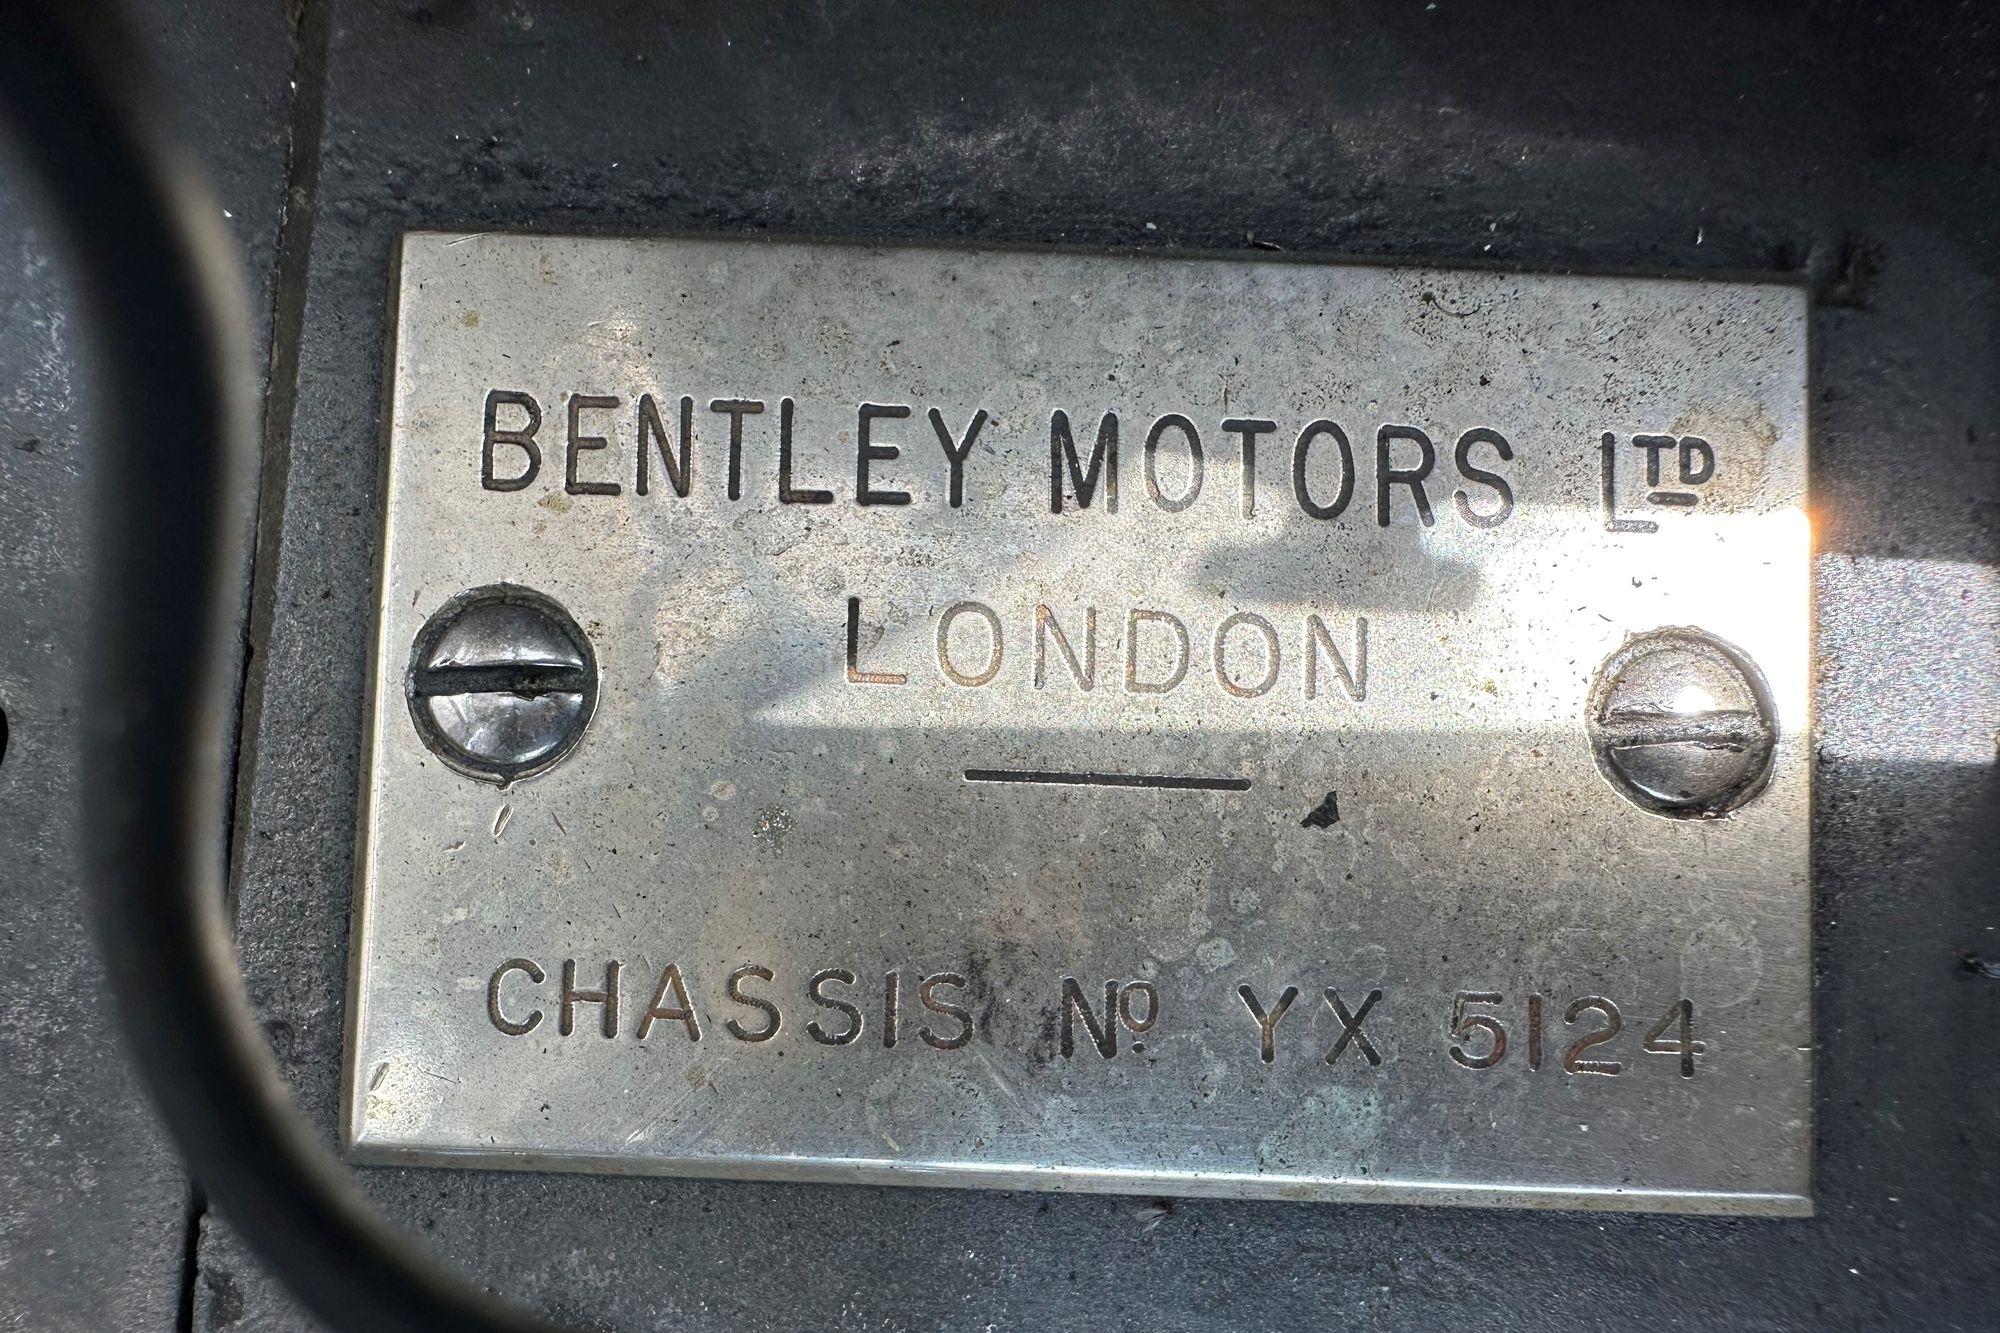 BENTLEY MOTORS LTD
LONDON
CHASSIS No. YX 5124